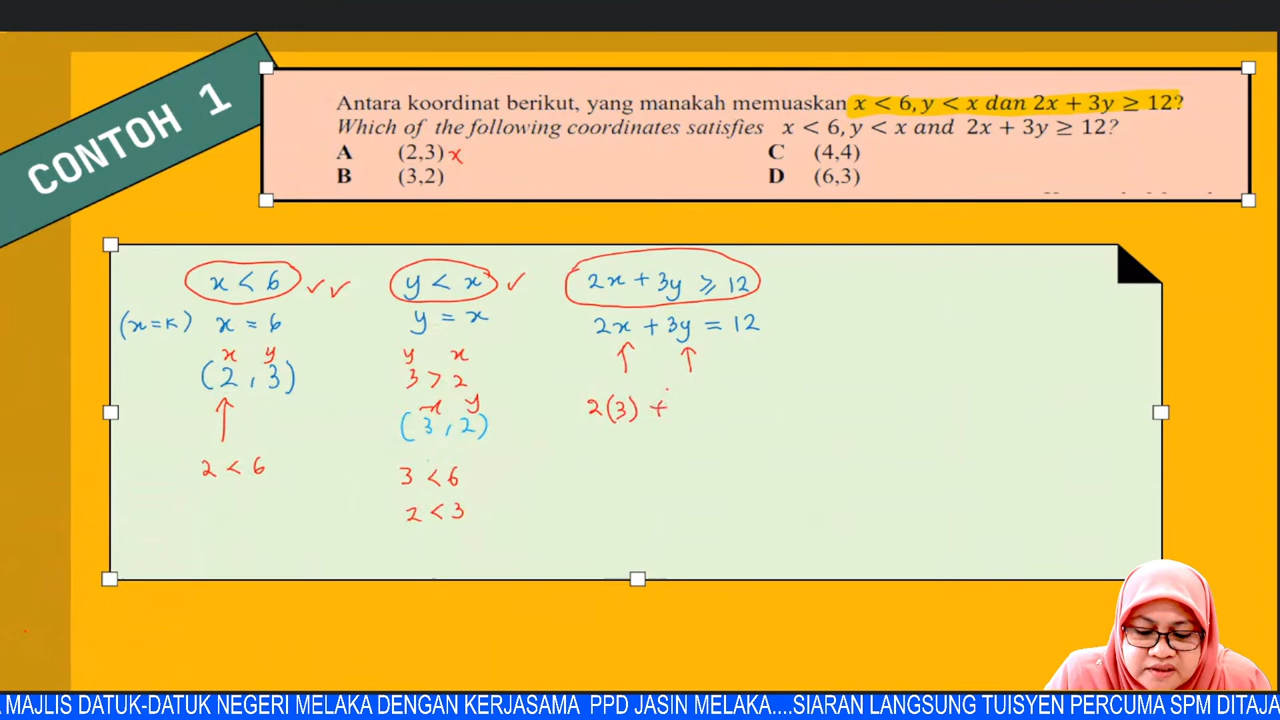 CONTOH 1
Antara koordinat berikut, yang manakah memuaskan x < 6, y < x dan 2x + 3y ≥ 12?
Which of the following coordinates satisfies x < 6, y < x and 2x + 3y ≥ 12?
A (2,3) x C (4,4)
B (3,2) D (6,3)
x < 6 ✓✓ y < x ✓ 2x + 3y ≥ 12
(x=k) x = 6 y = x 2x + 3y = 12
x y y x
(2, 3) 3 > 2
x y
(3, 2) 2(3) +
2 < 6 3 < 6
2 < 3
MAJLIS DATUK-DATUK NEGERI MELAKA DENGAN KERJASAMA PPD JASIN MELAKA....SIARAN LANGSUNG TUISYEN PERCUMA SPM DITAJA